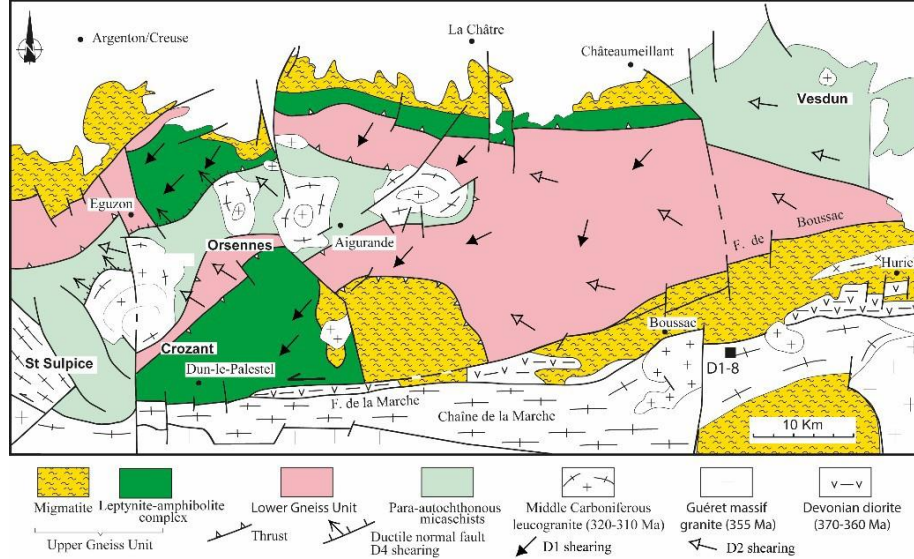 N
Argenton/Creuse
La Châtre
Châteaumeillant
Vesdun
Eguzon
Orsennes
Aigurande
F. de Boussac
Huriel
Boussac
St Sulpice
Crozant
Dun-le-Palestel
D1-8
F. de la Marche
Chaîne de la Marche
10 Km
Migmatite
Leptynite-amphibolite
complex
Upper Gneiss Unit
Lower Gneiss Unit
Para-autochthonous
micaschists
Middle Carboniferous
leucogranite (320-310 Ma)
Guéret massif
granite (355 Ma)
Devonian diorite
(370-360 Ma)
Thrust
Ductile normal fault
D4 shearing
D1 shearing
D2 shearing